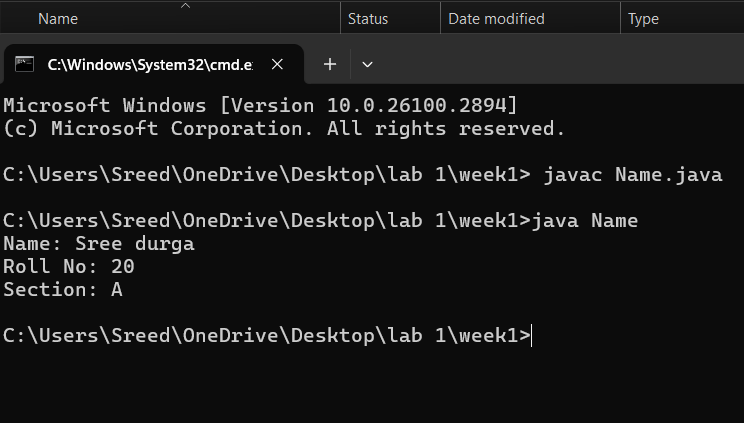 Name Status Date modified Type
C:\Windows\System32\cmd.e
Microsoft Windows [Version 10.0.26100.2894]
(c) Microsoft Corporation. All rights reserved.
C:\Users\Sreed\OneDrive\Desktop\lab 1\week1> javac Name.java
C:\Users\Sreed\OneDrive\Desktop\lab 1\week1>java Name
Name: Sree durga
Roll No: 20
Section: A
C:\Users\Sreed\OneDrive\Desktop\lab 1\week1>